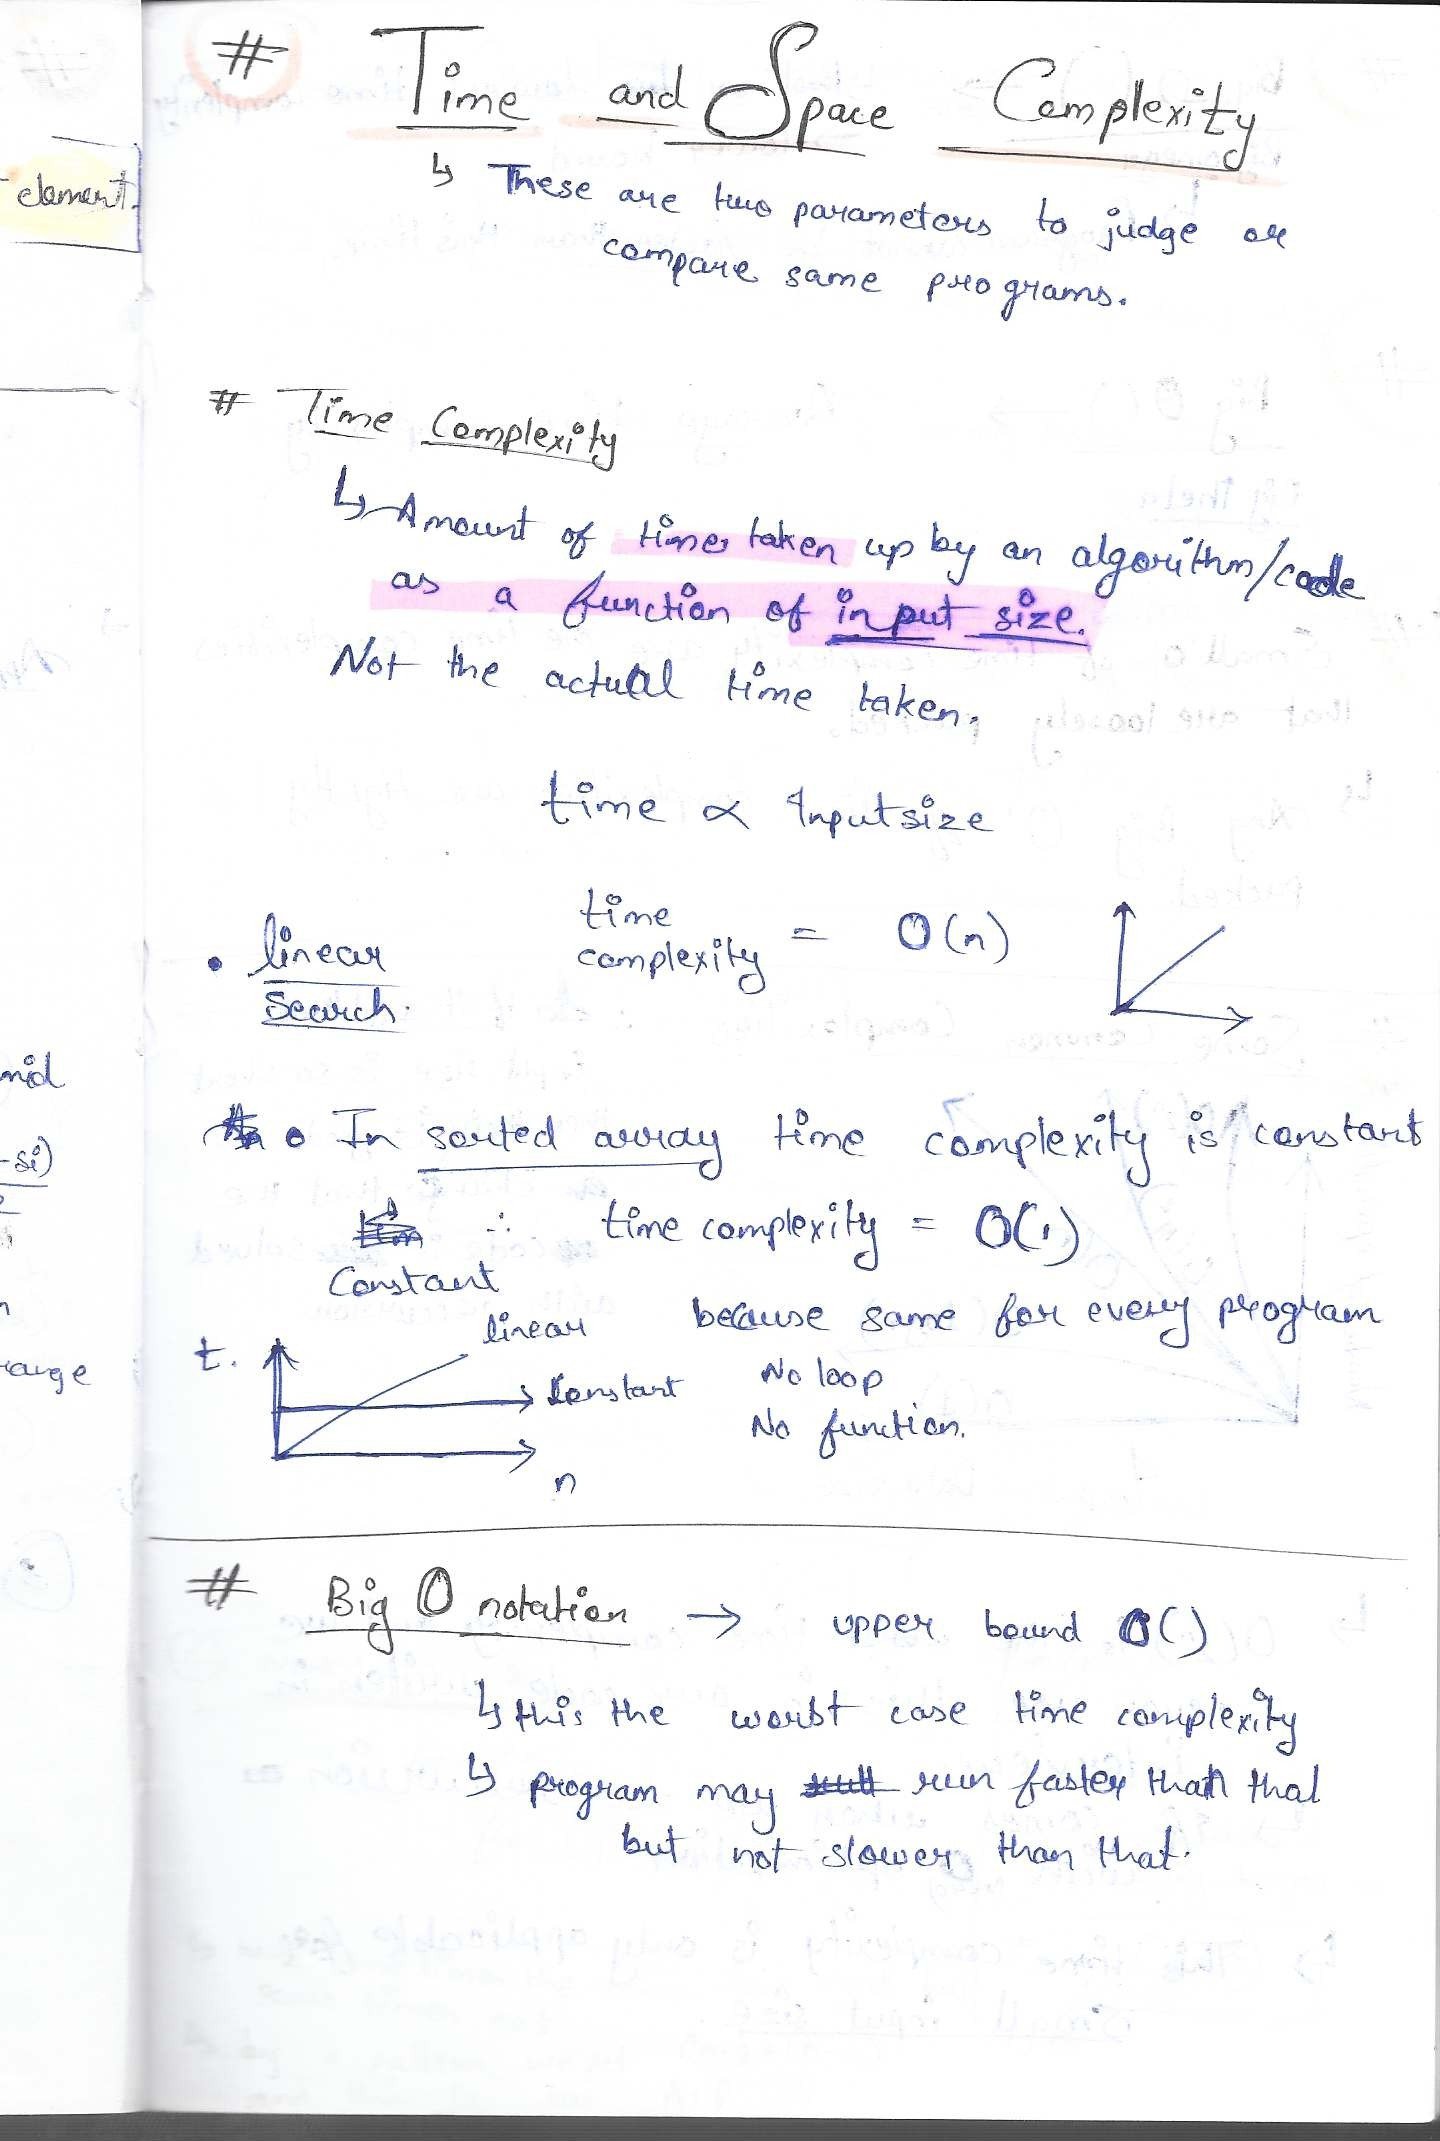 element.
mid
-si)
2
range
# Time and Space Complexity
↳ These are two parameters to judge or
compare same programs.
# Time Complexity
↳ Amount of time taken up by an algorithm/code
as a function of input size.
Not the actual time taken.
time ∝ Inputsize
• linear
Search.
time
complexity = O(n)
• In sorted array time complexity is constant
∴ time complexity = O(1)
Constant
because same for every program
No loop
No function.
t.
linear
Constant
n
# Big O notation → upper bound O()
↳ this the worst case time complexity
↳ program may run faster than that
but not slower than that.